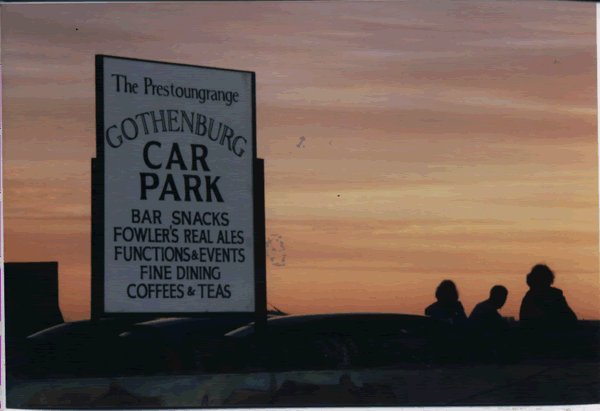 The Prestoungrange
GOTHENBURG
CAR
PARK
BAR SNACKS
FOWLER'S REAL ALES
FUNCTIONS & EVENTS
FINE DINING
COFFEES & TEAS